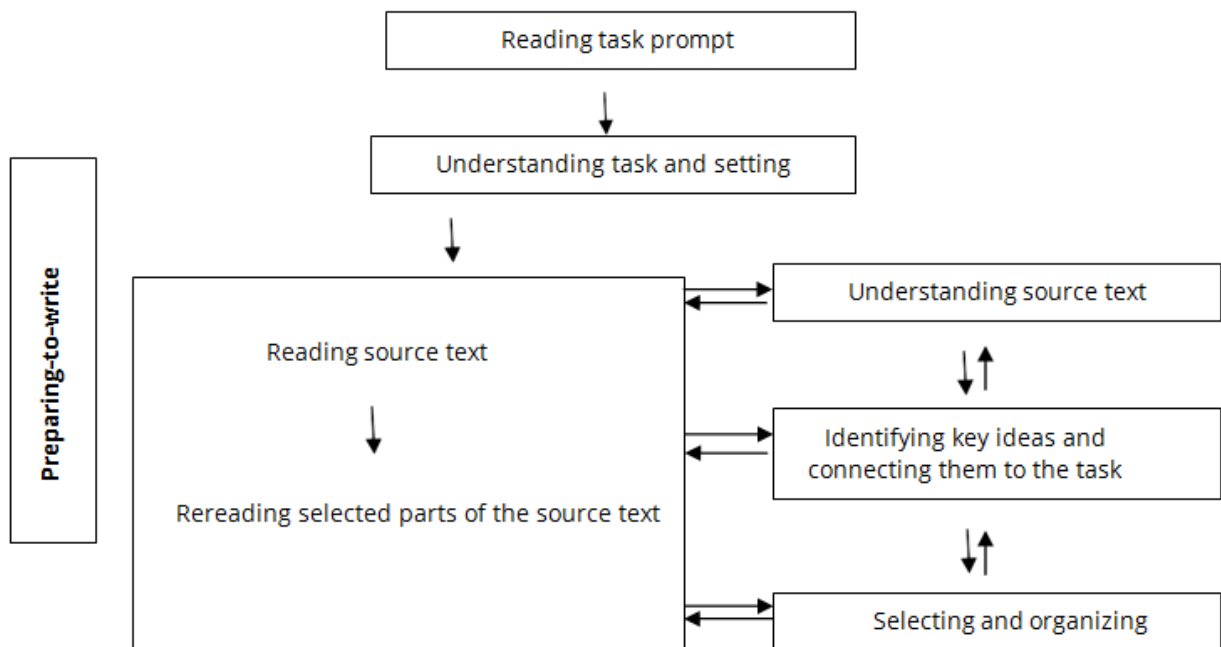 Reading task prompt
Understanding task and setting
Preparing-to-write
Reading source text
Rereading selected parts of the source text
Understanding source text
Identifying key ideas and
connecting them to the task
Selecting and organizing